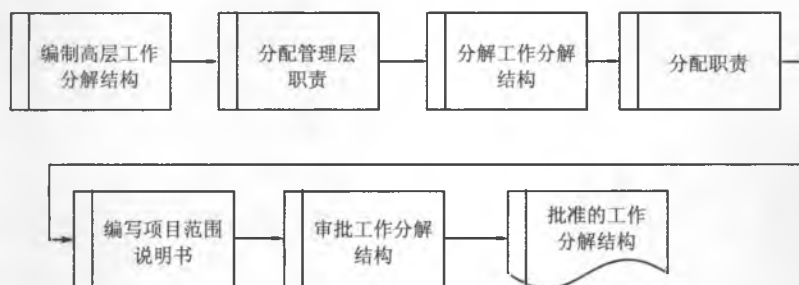 编制高层工作
分解结构
分配管理层
职责
分解工作分解
结构
分配职责
编写项目范围
说明书
审批工作分解
结构
批准的工作
分解结构